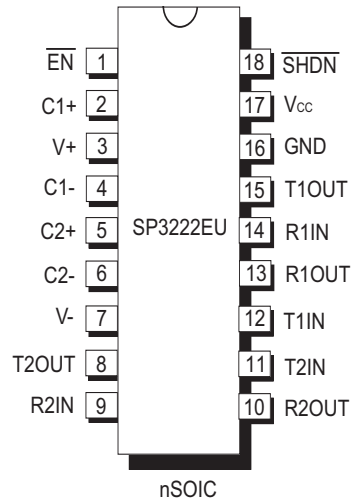 EN 1 18 SHDN
C1+ 2 17 Vcc
V+ 3 16 GND
C1- 4 15 T1OUT
C2+ 5 SP3222EU 14 R1IN
C2- 6 13 R1OUT
V- 7 12 T1IN
T2OUT 8 11 T2IN
R2IN 9 10 R2OUT
nSOIC